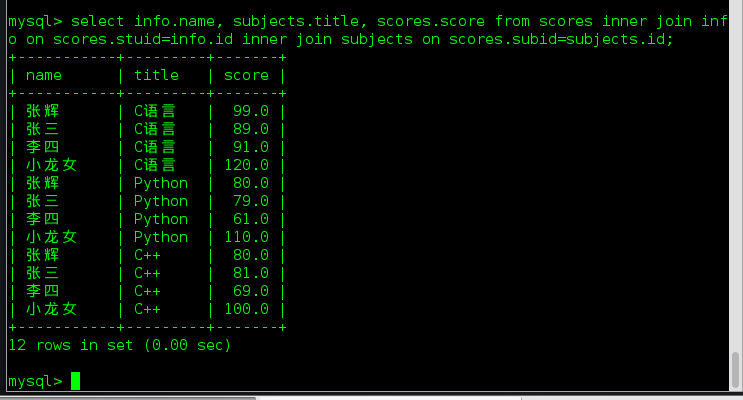 mysql> select info.name, subjects.title, scores.score from scores inner join inf
o on scores.stuid=info.id inner join subjects on scores.subid=subjects.id;
+-----------+---------+-------+
| name      | title   | score |
+-----------+---------+-------+
| 张辉      | C语言   |  99.0 |
| 张三      | C语言   |  89.0 |
| 李四      | C语言   |  91.0 |
| 小龙女    | C语言   | 120.0 |
| 张辉      | Python  |  80.0 |
| 张三      | Python  |  79.0 |
| 李四      | Python  |  61.0 |
| 小龙女    | Python  | 110.0 |
| 张辉      | C++     |  80.0 |
| 张三      | C++     |  81.0 |
| 李四      | C++     |  69.0 |
| 小龙女    | C++     | 100.0 |
+-----------+---------+-------+
12 rows in set (0.00 sec)
mysql>